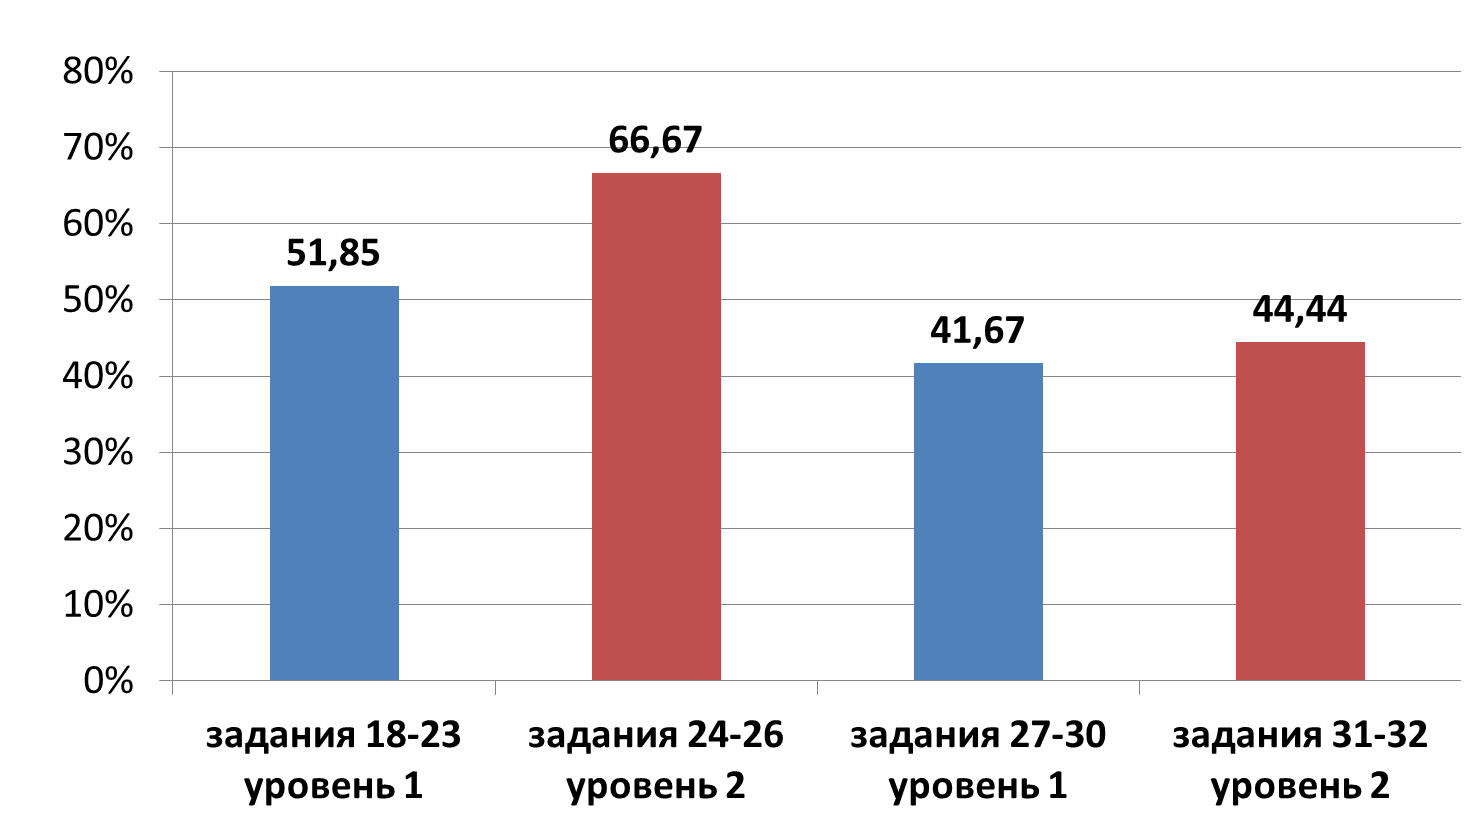 80%
70%
60%
50%
40%
30%
20%
10%
0%
51,85
66,67
41,67
44,44
задания 18-23
уровень 1
задания 24-26
уровень 2
задания 27-30
уровень 1
задания 31-32
уровень 2